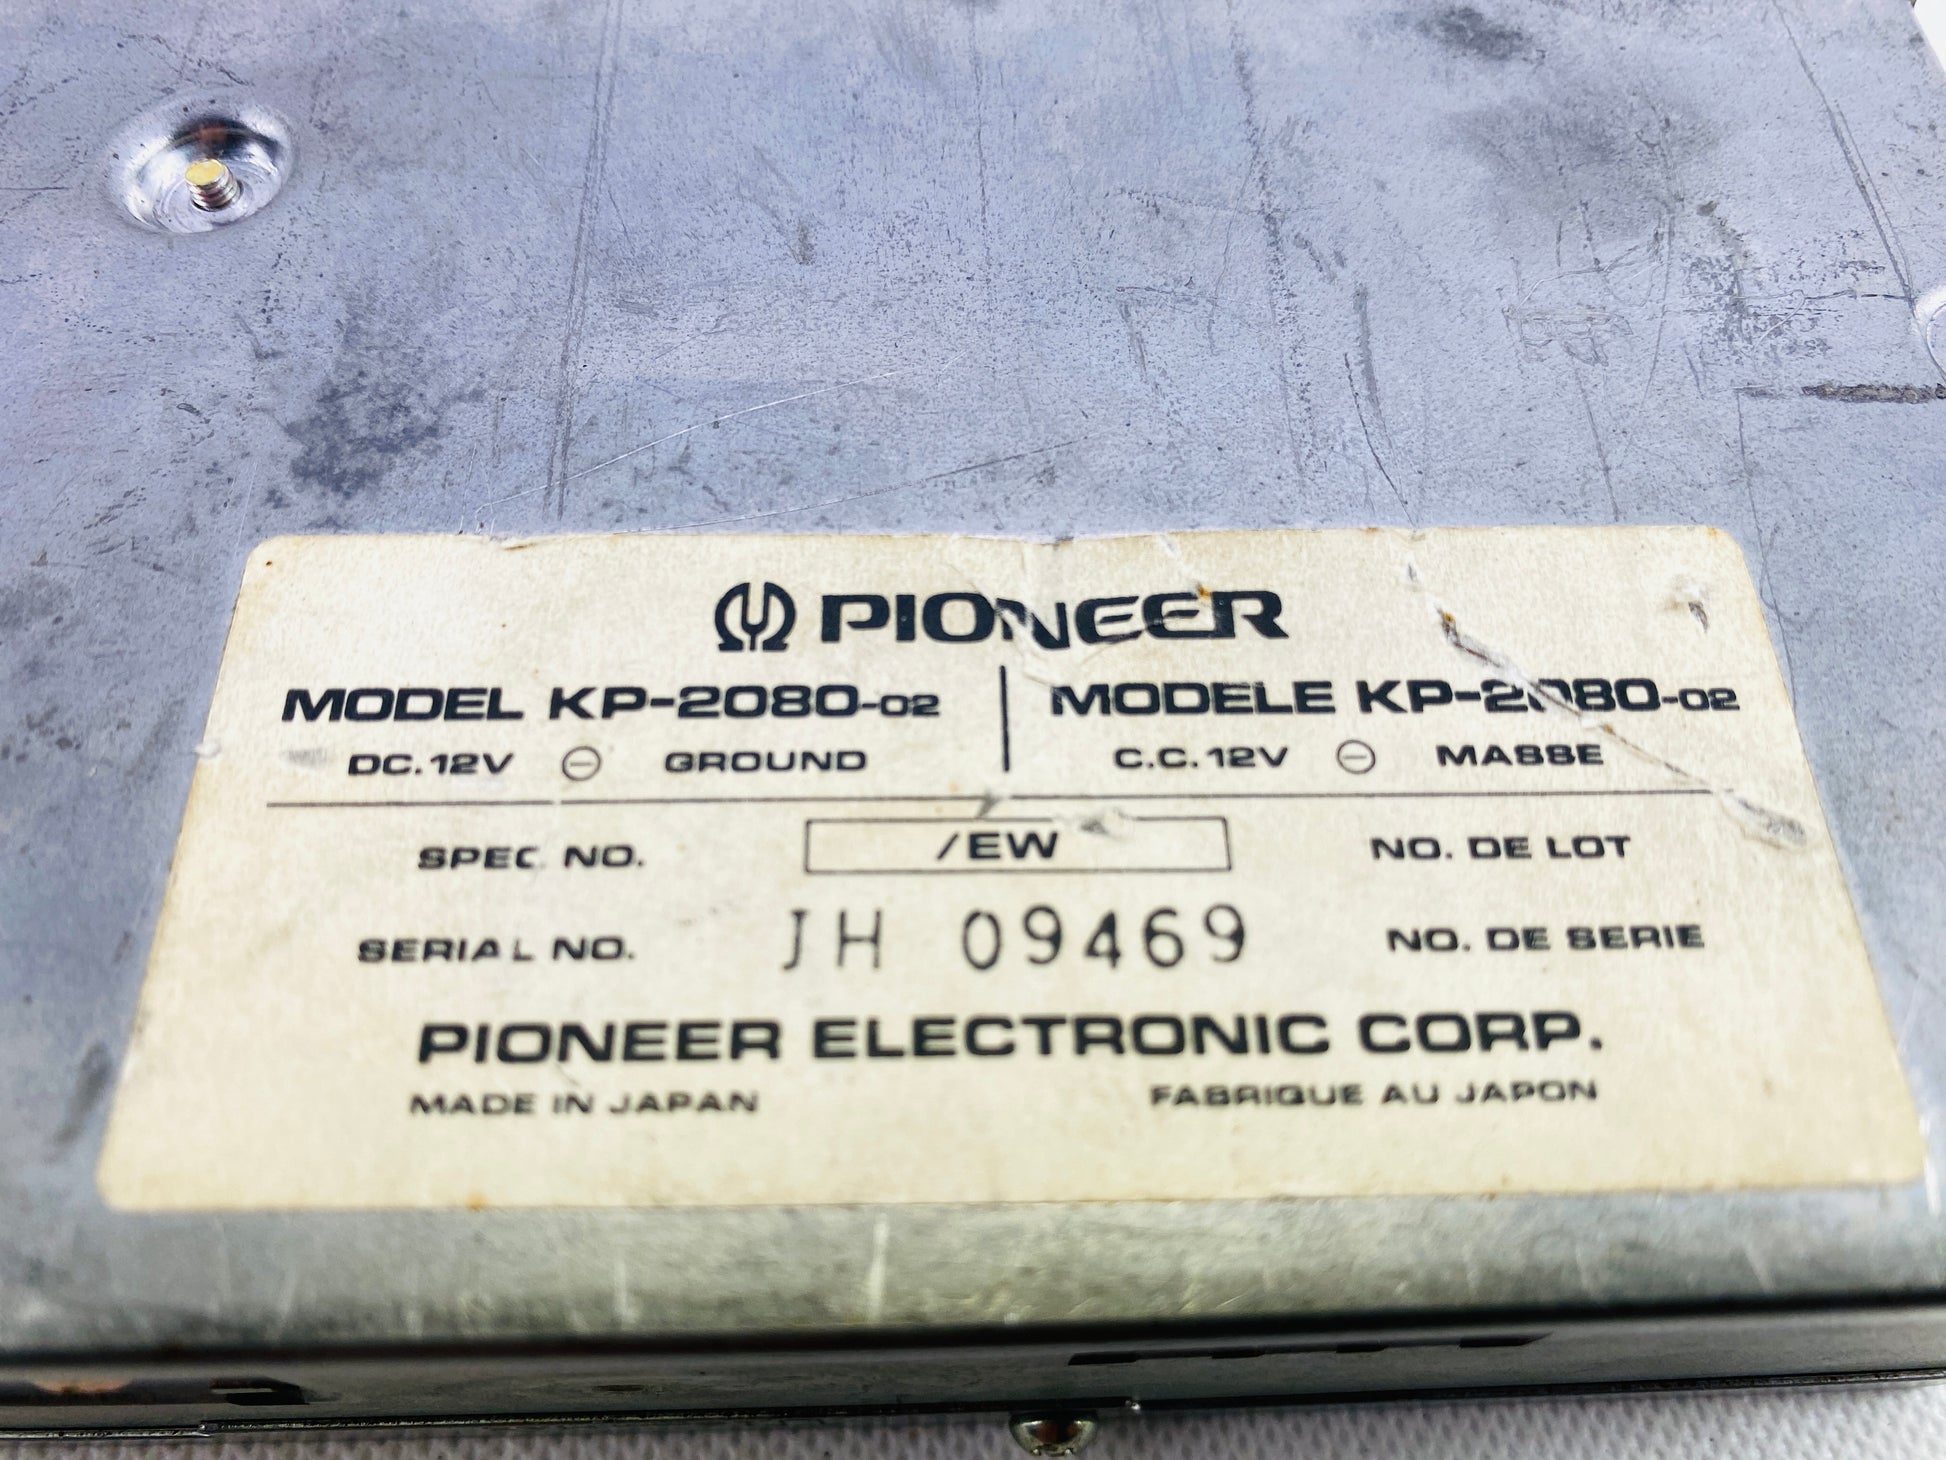 PIONEER
MODEL KP-2080-02 MODELE KP-2080-02
DC.12V ⊖ GROUND C.C.12V ⊖ MASSE
SPEC NO. /EW NO. DE LOT
SERIAL NO. JH 09469 NO. DE SERIE
PIONEER ELECTRONIC CORP.
MADE IN JAPAN FABRIQUE AU JAPON